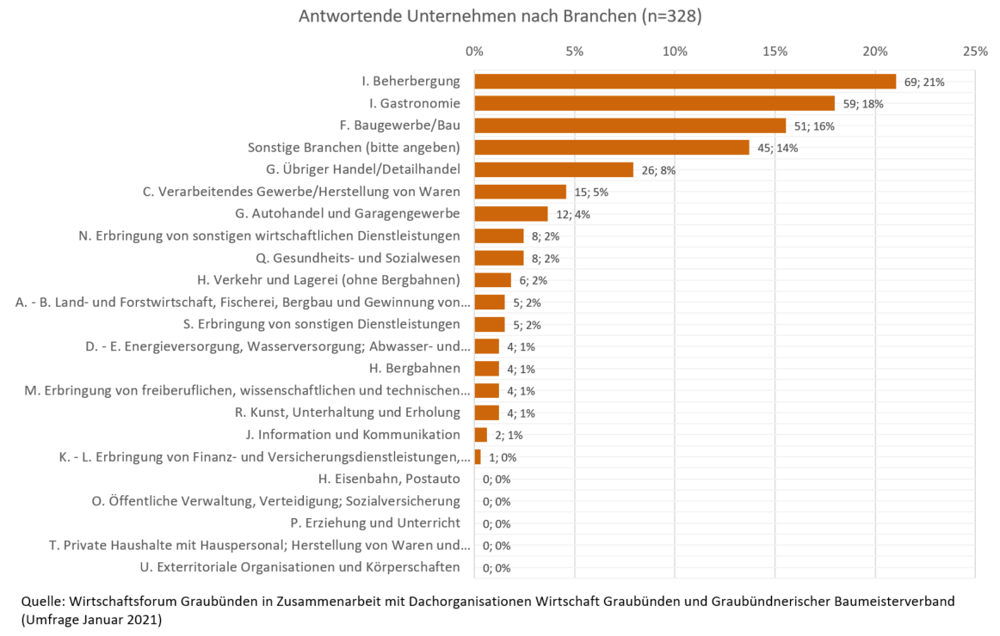 Antwortende Unternehmen nach Branchen (n=328)
0% 5% 10% 15% 20% 25%
I. Beherbergung 69; 21%
I. Gastronomie 59; 18%
F. Baugewerbe/Bau 51; 16%
Sonstige Branchen (bitte angeben) 45; 14%
G. Übriger Handel/Detailhandel 26; 8%
C. Verarbeitendes Gewerbe/Herstellung von Waren 15; 5%
G. Autohandel und Garagengewerbe 12; 4%
N. Erbringung von sonstigen wirtschaftlichen Dienstleistungen 8; 2%
Q. Gesundheits- und Sozialwesen 8; 2%
H. Verkehr und Lagerei (ohne Bergbahnen) 6; 2%
A. - B. Land- und Forstwirtschaft, Fischerei, Bergbau und Gewinnung von... 5; 2%
S. Erbringung von sonstigen Dienstleistungen 5; 2%
D. - E. Energieversorgung, Wasserversorgung; Abwasser- und... 4; 1%
H. Bergbahnen 4; 1%
M. Erbringung von freiberuflichen, wissenschaftlichen und technischen... 4; 1%
R. Kunst, Unterhaltung und Erholung 4; 1%
J. Information und Kommunikation 2; 1%
K. - L. Erbringung von Finanz- und Versicherungsdienstleistungen,... 1; 0%
H. Eisenbahn, Postauto 0; 0%
O. Öffentliche Verwaltung, Verteidigung; Sozialversicherung 0; 0%
P. Erziehung und Unterricht 0; 0%
T. Private Haushalte mit Hauspersonal; Herstellung von Waren und... 0; 0%
U. Exterritoriale Organisationen und Körperschaften 0; 0%
Quelle: Wirtschaftsforum Graubünden in Zusammenarbeit mit Dachorganisationen Wirtschaft Graubünden und Graubündnerischer Baumeisterverband
(Umfrage Januar 2021)